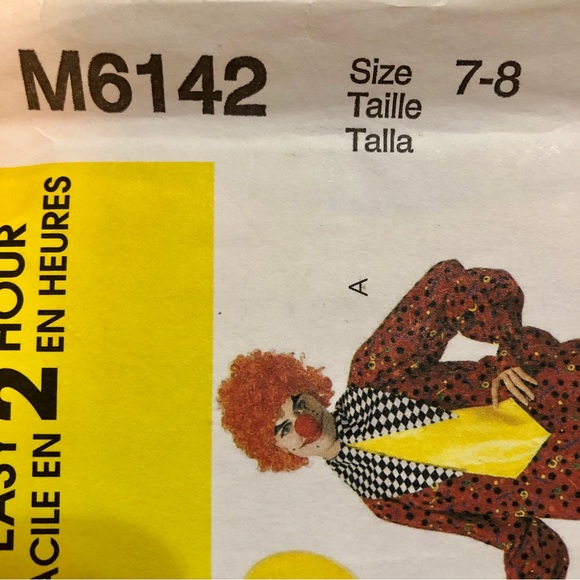 M6142
Size 7-8
Taille
Talla
A
EASY 2 HOUR
FACILE EN 2 EN HEURES